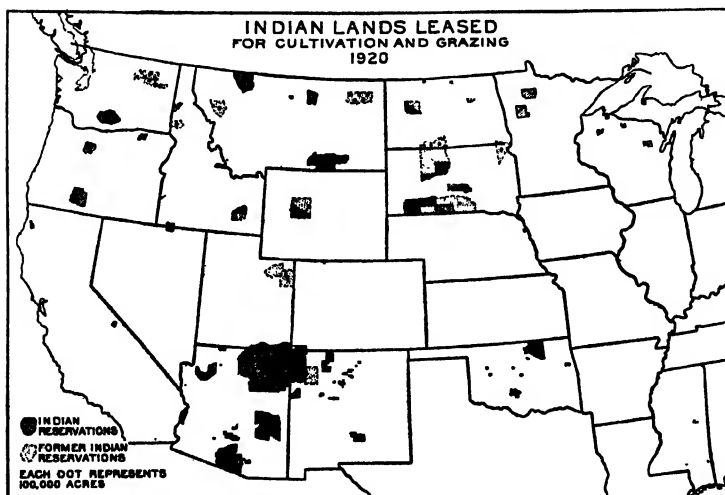 INDIAN LANDS LEASED
FOR CULTIVATION AND GRAZING
1920
INDIAN
RESERVATIONS
FORMER INDIAN
RESERVATIONS
EACH DOT REPRESENTS
100,000 ACRES